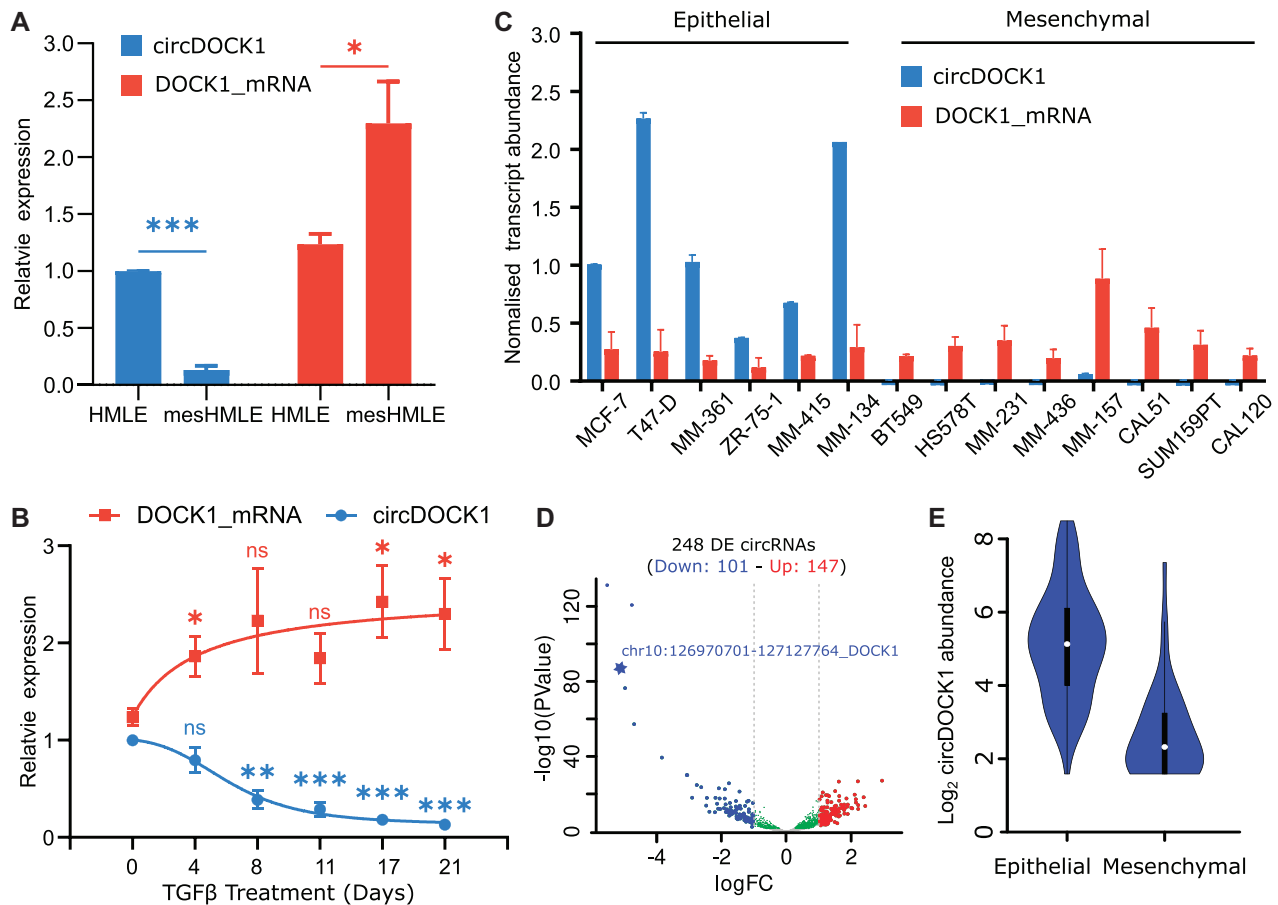 A
3.0
2.5
2.0
1.5
1.0
0.5
0.0
Relatvie expression
circDOCK1
DOCK1_mRNA
***
*
HMLE mesHMLE HMLE mesHMLE
C
Epithelial Mesenchymal
3.0
2.5
2.0
1.5
1.0
0.5
0.0
Nomalised transcript abundance
circDOCK1
DOCK1_mRNA
MCF-7
T47-D
MM-361
ZR-75-1
MM-415
MM-134
BT549
HS578T
MM-231
MM-436
MM-157
CAL51
SUM159PT
CAL120
B
DOCK1_mRNA circDOCK1
3
2
1
0
Relatvie expression
* ns ns * *
ns ** *** *** ***
0 4 8 11 17 21
TGFβ Treatment (Days)
D
248 DE circRNAs
(Down: 101 - Up: 147)
120
80
40
0
-log10(PValue)
chr10:126970701-127127764_DOCK1
-4 -2 0 2
logFC
E
8
6
4
2
0
Log2 circDOCK1 abundance
Epithelial Mesenchymal